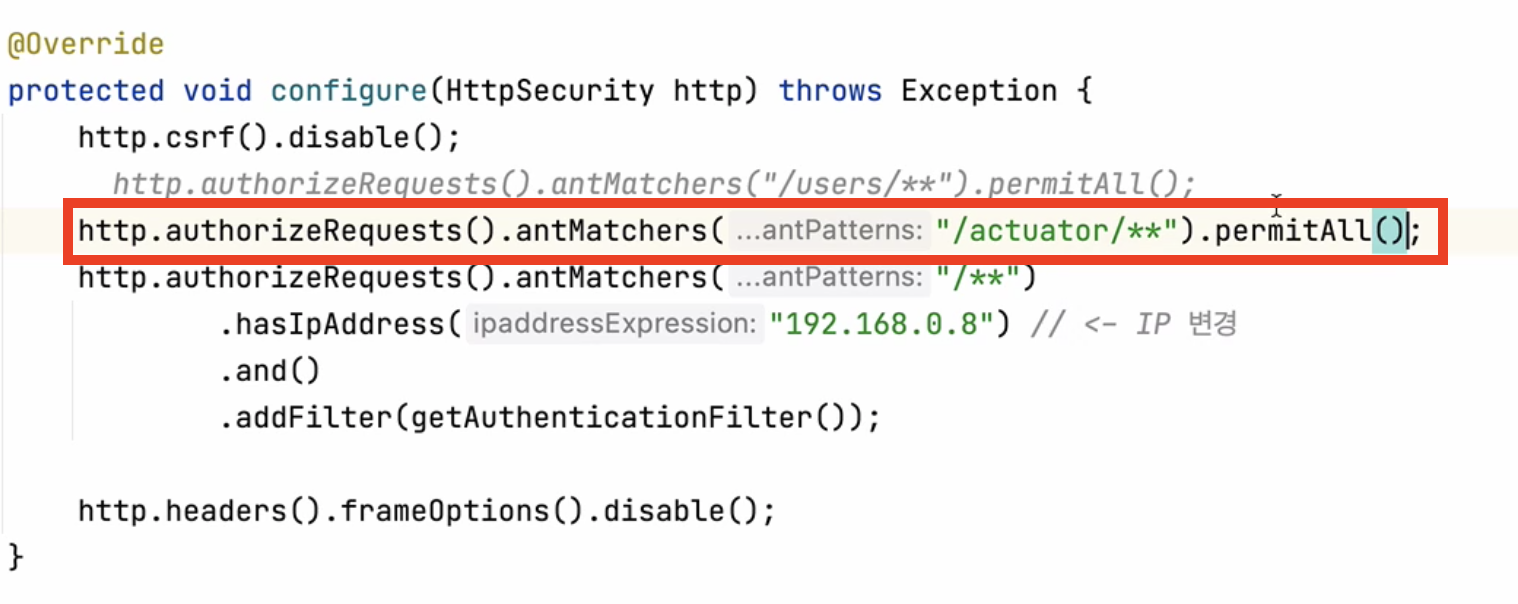 @Override
protected void configure(HttpSecurity http) throws Exception {
http.csrf().disable();
http.authorizeRequests().antMatchers("/users/**").permitAll();
http.authorizeRequests().antMatchers( ...antPatterns: "/actuator/**").permitAll();
http.authorizeRequests().antMatchers( ...antPatterns: "/**")
.hasIpAddress( ipaddressExpression: "192.168.0.8") // <- IP 변경
.and()
.addFilter(getAuthenticationFilter());
http.headers().frameOptions().disable();
}